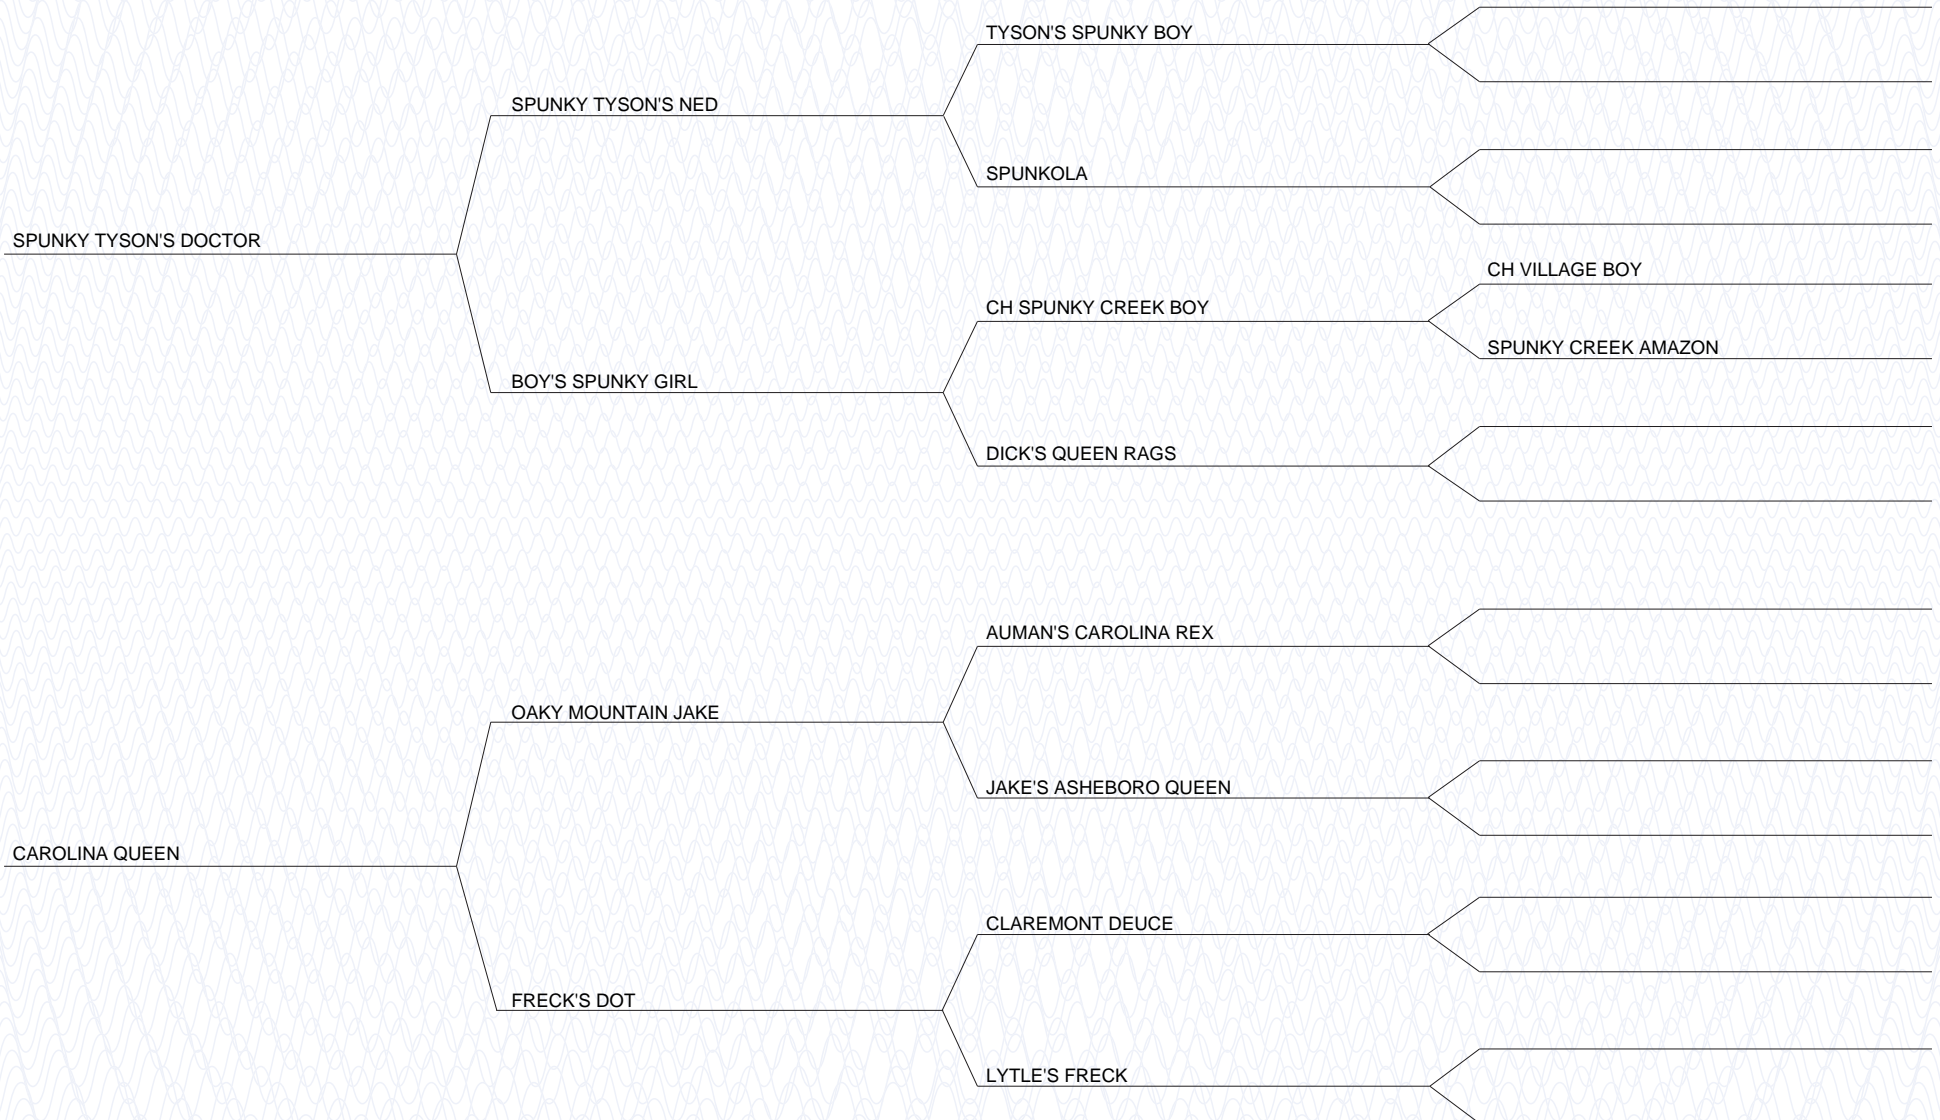 TYSON'S SPUNKY BOY
SPUNKY TYSON'S NED
SPUNKOLA
SPUNKY TYSON'S DOCTOR
CH VILLAGE BOY
CH SPUNKY CREEK BOY
SPUNKY CREEK AMAZON
BOY'S SPUNKY GIRL
DICK'S QUEEN RAGS
AUMAN'S CAROLINA REX
OAKY MOUNTAIN JAKE
JAKE'S ASHEBORO QUEEN
CAROLINA QUEEN
CLAREMONT DEUCE
FRECK'S DOT
LYTLE'S FRECK